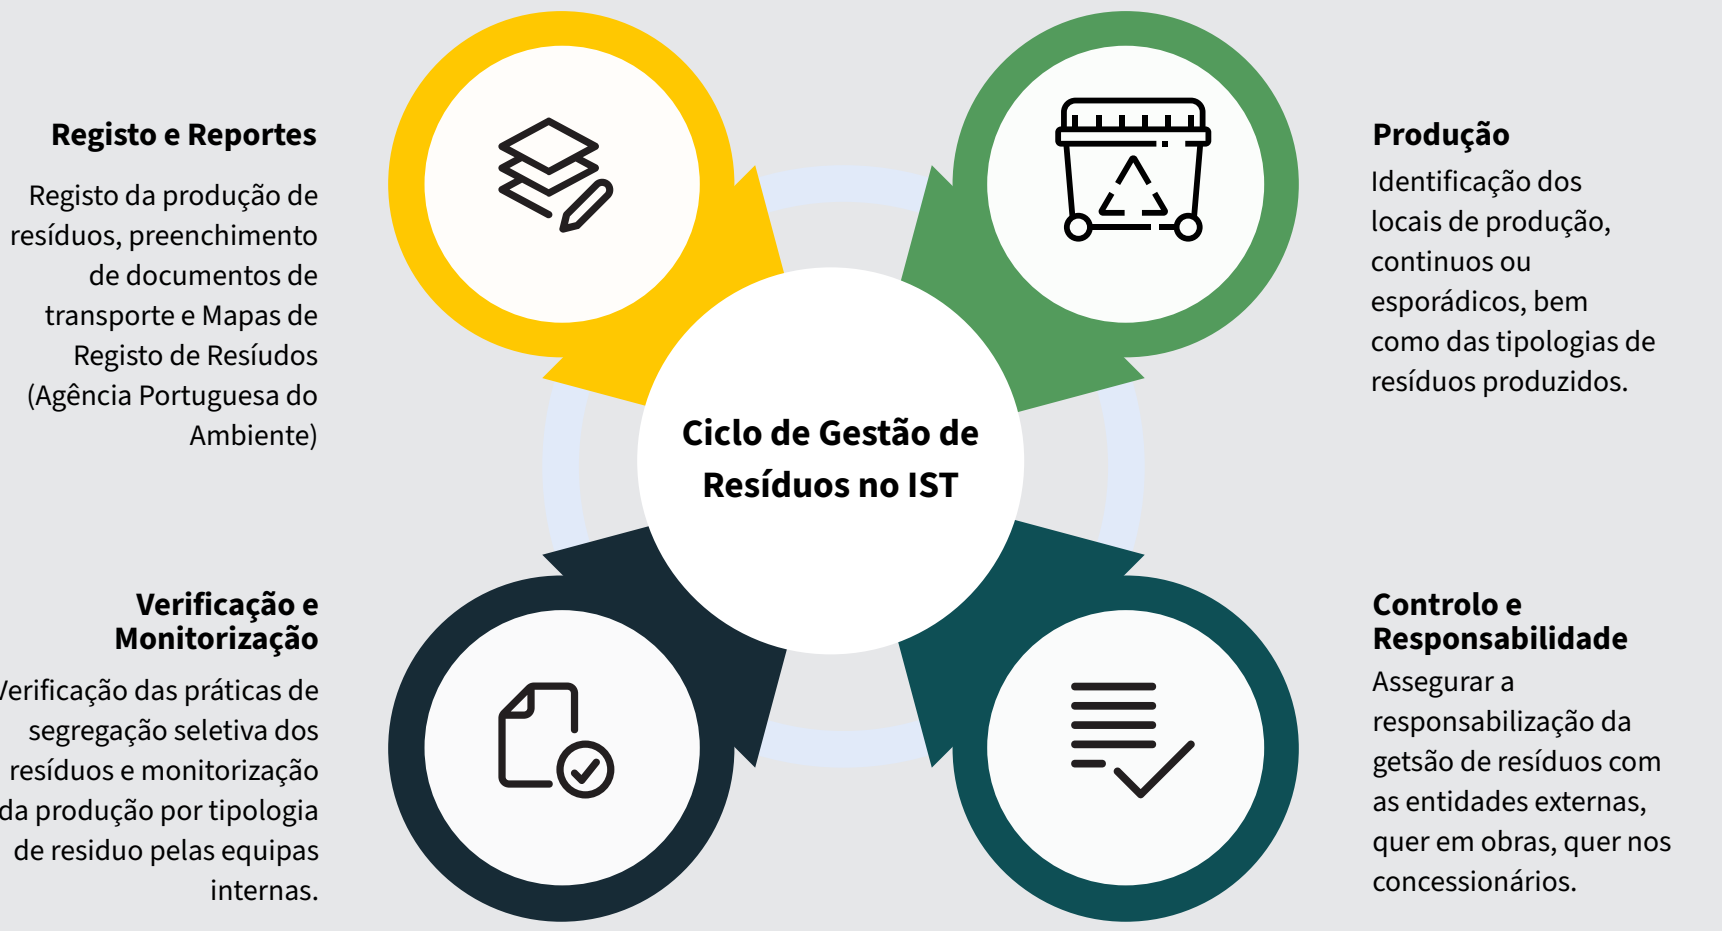 Registo e Reportes
Registo da produção de
resíduos, preenchimento
de documentos de
transporte e Mapas de
Registo de Resíudos
(Agência Portuguesa do
Ambiente)
Produção
Identificação dos
locais de produção,
continuos ou
esporádicos, bem
como das tipologias de
resíduos produzidos.
Ciclo de Gestão de
Resíduos no IST
Verificação e
Monitorização
Verificação das práticas de
segregação seletiva dos
resíduos e monitorização
da produção por tipologia
de residuo pelas equipas
internas.
Controlo e
Responsabilidade
Assegurar a
responsabilização da
getsão de resíduos com
as entidades externas,
quer em obras, quer nos
concessionários.